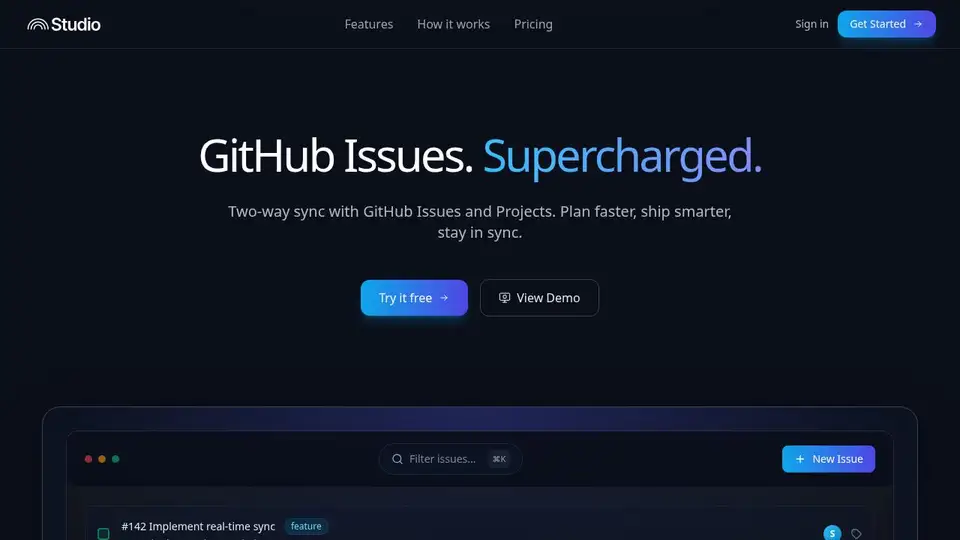 Studio
Features
How it works
Pricing
Sign in
Get Started
GitHub Issues. Supercharged.
Two-way sync with GitHub Issues and Projects. Plan faster, ship smarter,
stay in sync.
Try it free
View Demo
Filter issues...
⌘K
New Issue
#142 Implement real-time sync
feature
S